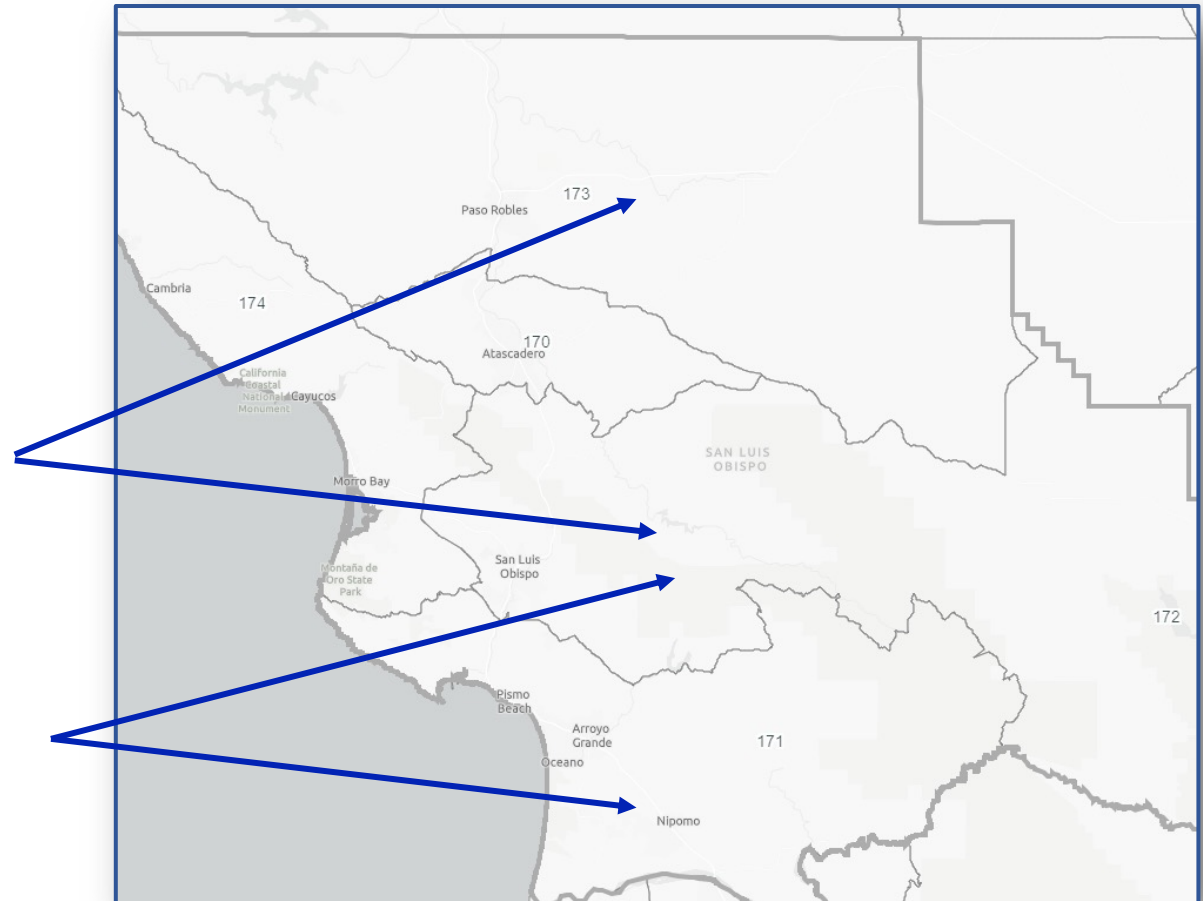 173
Paso Robles
Cambria
174
170
Atascadero
California
Coastal
National
Monument
Cayucos
SAN LUIS
OBISPO
Morro Bay
San Luis
Obispo
Montaña de
Oro State
Park
172
Pismo
Beach
Arroyo
Grande
171
Oceano
Nipomo